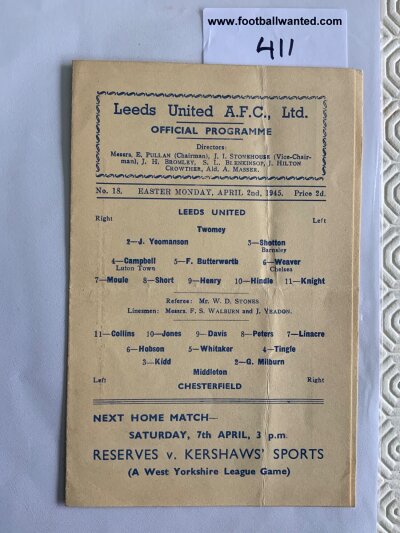 www.footballwanted.com
411
Leeds United A.F.C., Ltd.
OFFICIAL PROGRAMME
Directors:
Messrs. E. PULLAN (Chairman), J. I. STONEHOUSE (Vice-Chair-
man), J. H. BROMLEY, S. L. BLENKINSOP, J. HILTON
CROWTHER, Ald. A. MASSER.
No. 18. EASTER MONDAY, APRIL 2nd, 1945. Price 2d.
LEEDS UNITED
Right Left
Twomey
2—J. Yeomanson 3—Shotton
Barnsley
4—Campbell 5—F. Butterworth 6—Weaver
Luton Town Chelsea
7—Moule 8—Short 9—Henry 10—Hindle 11—Knight
Referee: Mr. W. D. STONES
Linesmen: Messrs. F. S. WALBURN and J. YEADON.
11—Collins 10—Jones 9—Davis 8—Peters 7—Linacre
6—Hobson 5—Whitaker 4—Tingle
3—Kidd 2—G. Milburn
Middleton
Left Right
CHESTERFIELD
NEXT HOME MATCH—
SATURDAY, 7th APRIL, 3 p.m.
RESERVES v. KERSHAWS' SPORTS
(A West Yorkshire League Game)